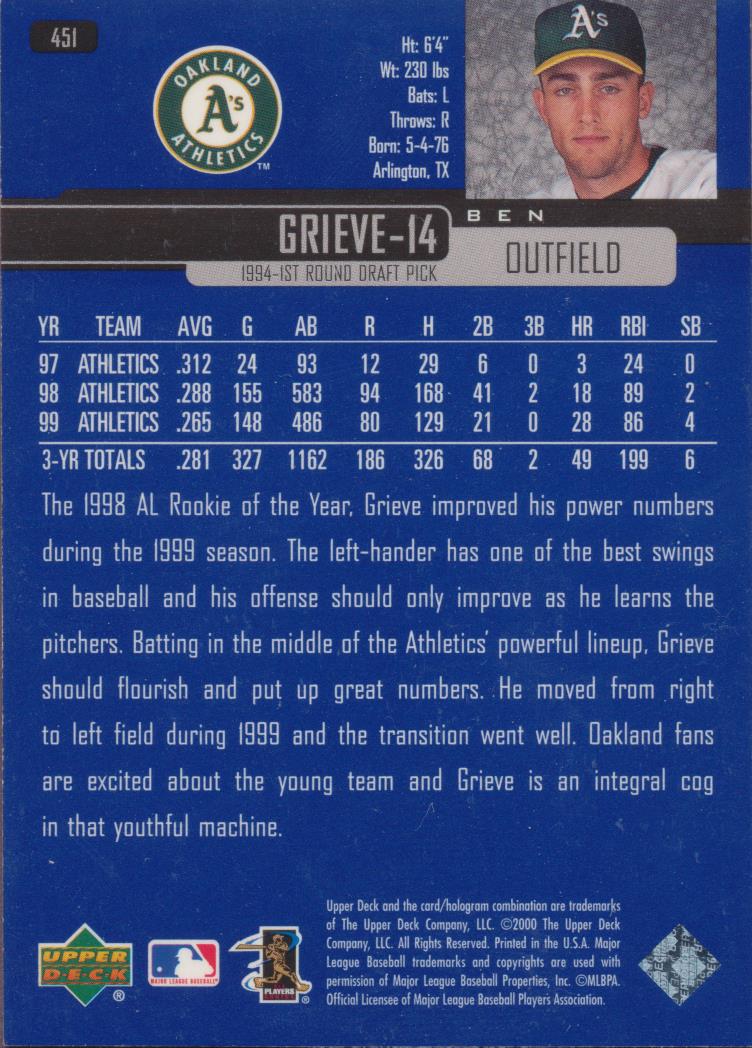 451
OAKLAND
A's
ATHLETICS
TM
Ht: 6'4"
Wt: 230 lbs
Bats: L
Throws: R
Born: 5-4-76
Arlington, TX
A's
BEN
GRIEVE-14
OUTFIELD
1994-1ST ROUND DRAFT PICK
YR TEAM AVG G AB R H 2B 3B HR RBI SB
97 ATHLETICS .312 24 93 12 29 6 0 3 24 0
98 ATHLETICS .288 155 583 94 168 41 2 18 89 2
99 ATHLETICS .265 148 486 80 129 21 0 28 86 4
3-YR TOTALS .281 327 1162 186 326 68 2 49 199 6
The 1998 AL Rookie of the Year, Grieve improved his power numbers
during the 1999 season. The left-hander has one of the best swings
in baseball and his offense should only improve as he learns the
pitchers. Batting in the middle of the Athletics' powerful lineup, Grieve
should flourish and put up great numbers. He moved from right
to left field during 1999 and the transition went well. Oakland fans
are excited about the young team and Grieve is an integral cog
in that youthful machine.
Upper Deck and the card/hologram combination are trademarks
of The Upper Deck Company, LLC. ©2000 The Upper Deck
Company, LLC. All Rights Reserved. Printed in the U.S.A. Major
League Baseball trademarks and copyrights are used with
permission of Major League Baseball Properties, Inc. ©MLBPA.
Official Licensee of Major League Baseball Players Association.
UPPER
D·E·C·K
®
MAJOR LEAGUE BASEBALL
PLAYERS
®